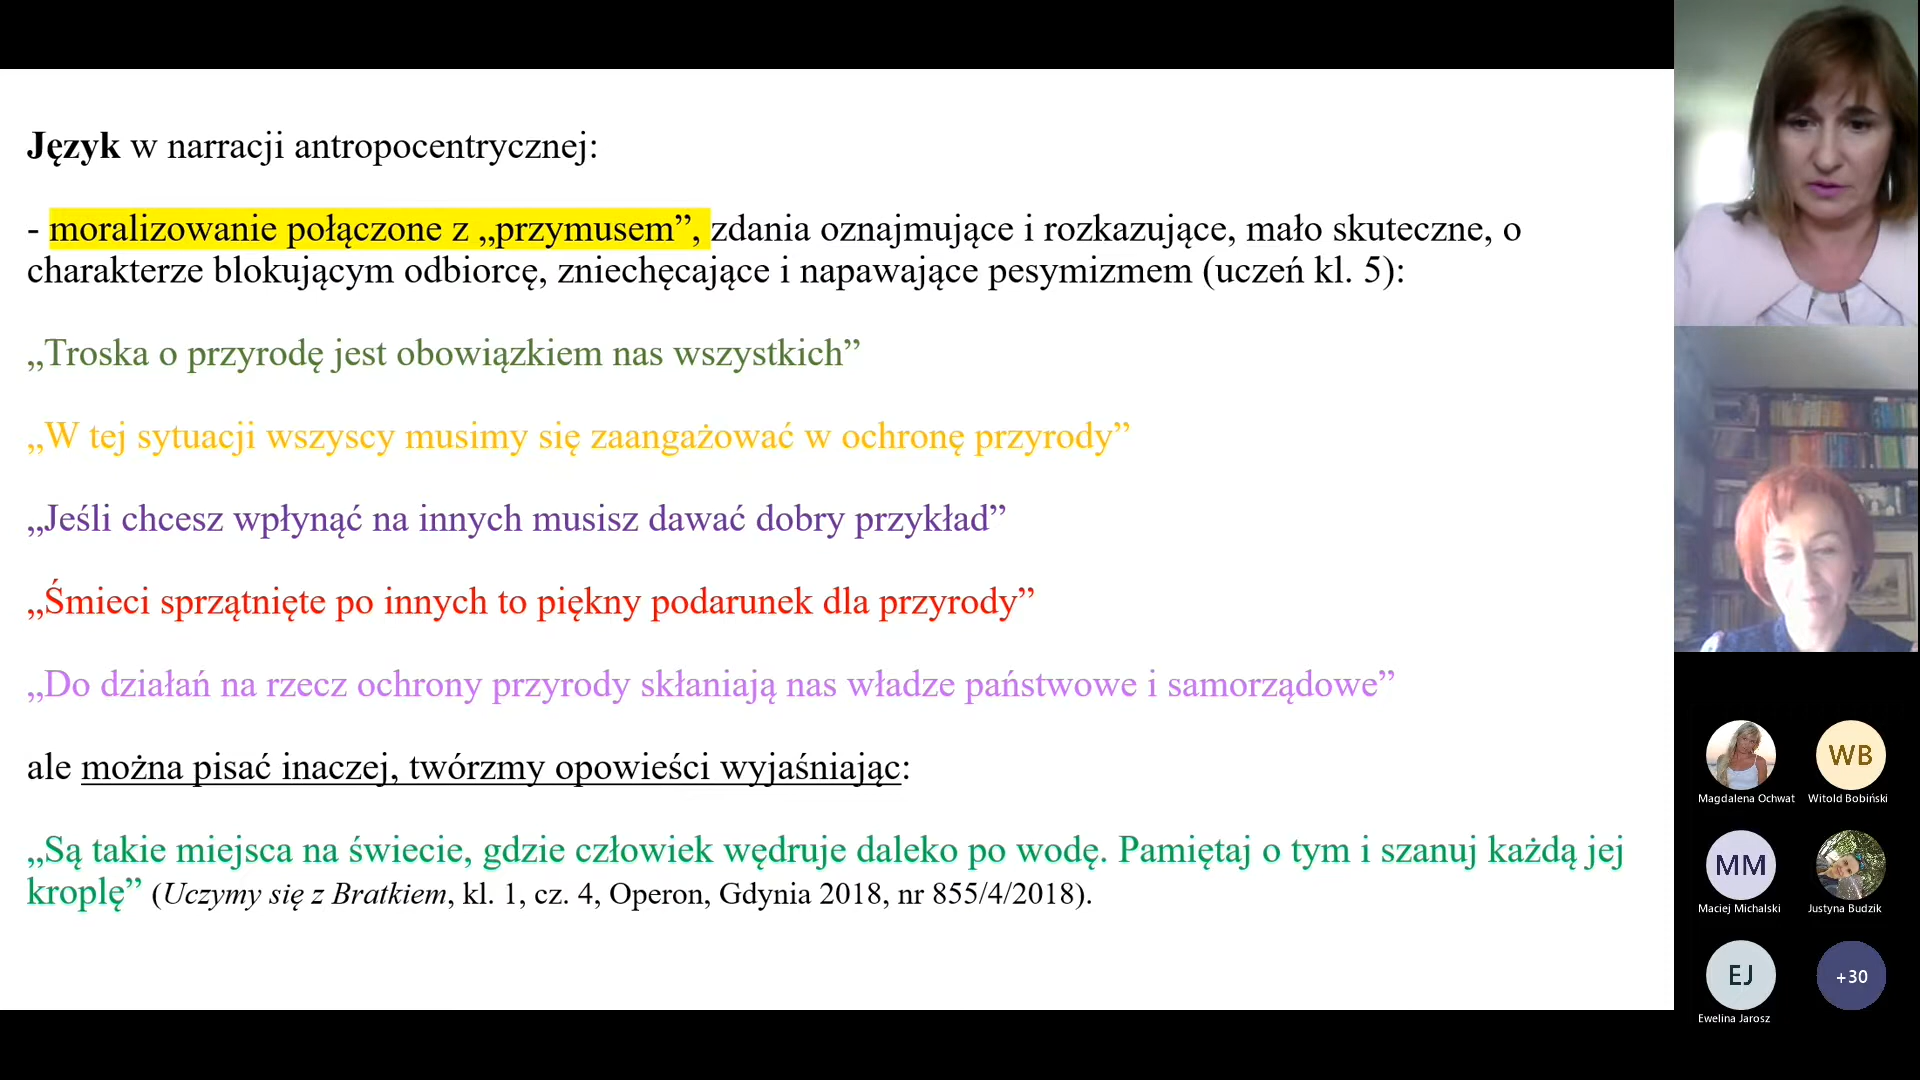 Język w narracji antropocentrycznej:
- moralizowanie połączone z „przymusem”, zdania oznajmujące i rozkazujące, mało skuteczne, o
charakterze blokującym odbiorcę, zniechęcające i napawające pesymizmem (uczeń kl. 5):
„Troska o przyrodę jest obowiązkiem nas wszystkich”
„W tej sytuacji wszyscy musimy się zaangażować w ochronę przyrody”
„Jeśli chcesz wpłynąć na innych musisz dawać dobry przykład”
„Śmieci sprzątnięte po innych to piękny podarunek dla przyrody”
„Do działań na rzecz ochrony przyrody skłaniają nas władze państwowe i samorządowe”
ale można pisać inaczej, twórzmy opowieści wyjaśniając:
„Są takie miejsca na świecie, gdzie człowiek wędruje daleko po wodę. Pamiętaj o tym i szanuj każdą jej
kroplę” (Uczymy się z Bratkiem, kl. 1, cz. 4, Operon, Gdynia 2018, nr 855/4/2018).
WB
Magdalena Ochwat
Witold Bobiński
MM
Maciej Michalski
Justyna Budzik
EJ
+30
Ewelina Jarosz